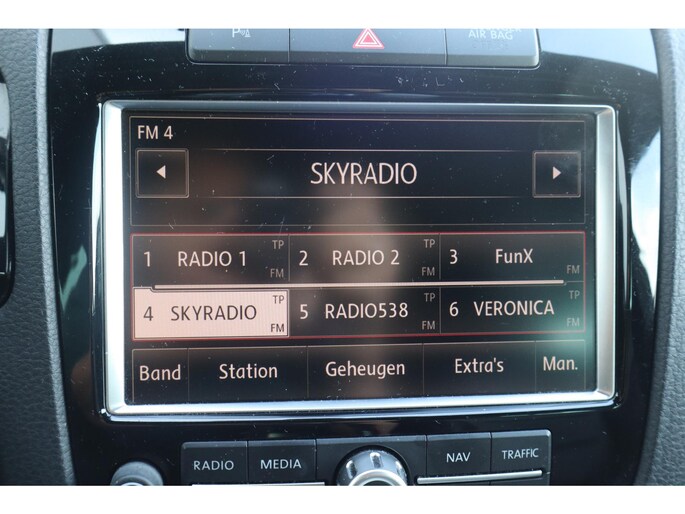 AIR BAG
FM 4
SKYRADIO
1 RADIO 1 TP FM
2 RADIO 2 TP FM
3 FunX FM
4 SKYRADIO TP FM
5 RADIO538 TP FM
6 VERONICA TP FM
Band Station Geheugen Extra's Man.
RADIO MEDIA NAV TRAFFIC